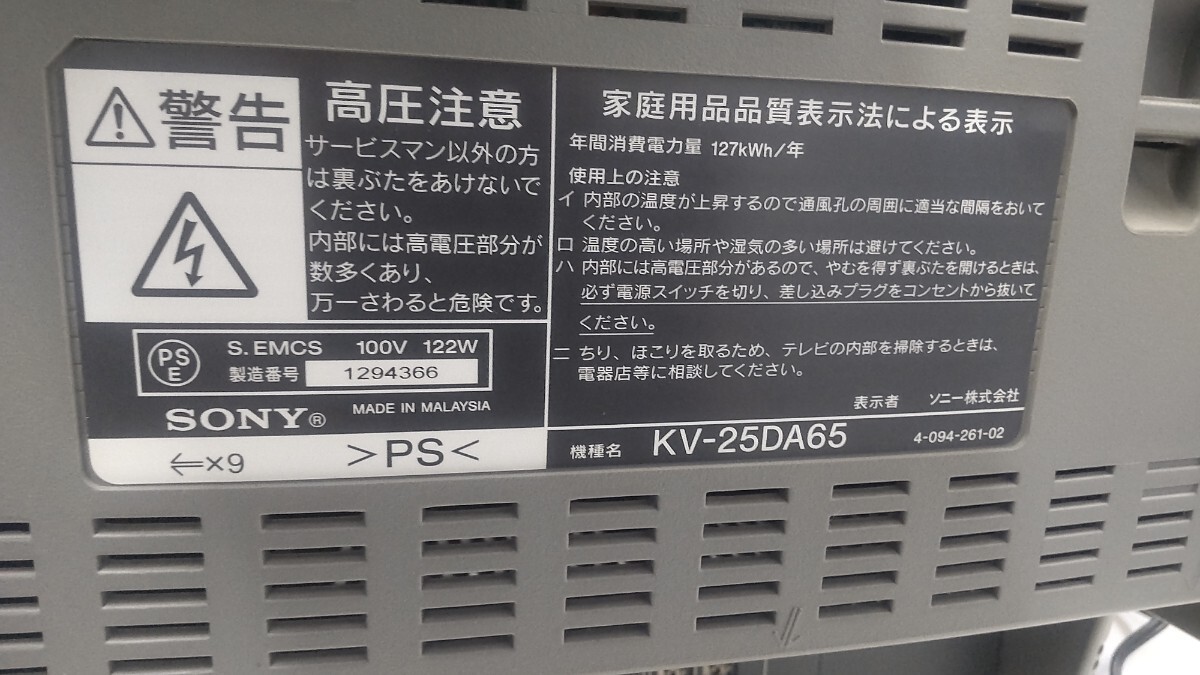 警告
高圧注意
サービスマン以外の方
は裏ぶたをあけないで
ください。
内部には高電圧部分が
数多くあり、
万一さわると危険です。
PS
E
S.EMCS 100V 122W
製造番号 1294366
SONY® MADE IN MALAYSIA
⇐×9 >PS<
家庭用品品質表示法による表示
年間消費電力量 127kWh/年
使用上の注意
イ 内部の温度が上昇するので通風孔の周囲に適当な間隔をおいて
ください。
ロ 温度の高い場所や湿気の多い場所は避けてください。
ハ 内部には高電圧部分があるので、やむを得ず裏ぶたを開けるときは、
必ず電源スイッチを切り、差し込みプラグをコンセントから抜いて
ください。
ニ ちり、ほこりを取るため、テレビの内部を掃除するときは、
電器店等に相談してください。
表示者 ソニー株式会社
機種名 KV-25DA65 4-094-261-02